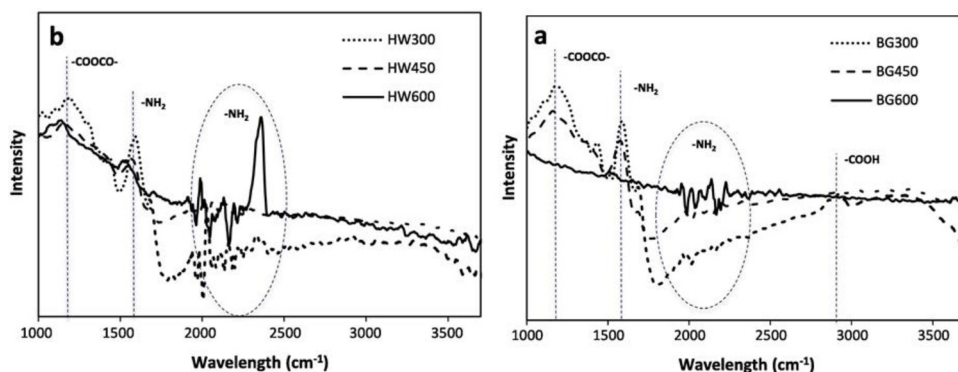 b
HW300
HW450
HW600
-COOCO-
-NH2
-NH2
Intensity
1000 1500 2000 2500 3000 3500
Wavelength (cm-1)
a
BG300
BG450
BG600
-COOCO-
-NH2
-NH2
-COOH
Intensity
1000 1500 2000 2500 3000 3500
Wavelength (cm-1)